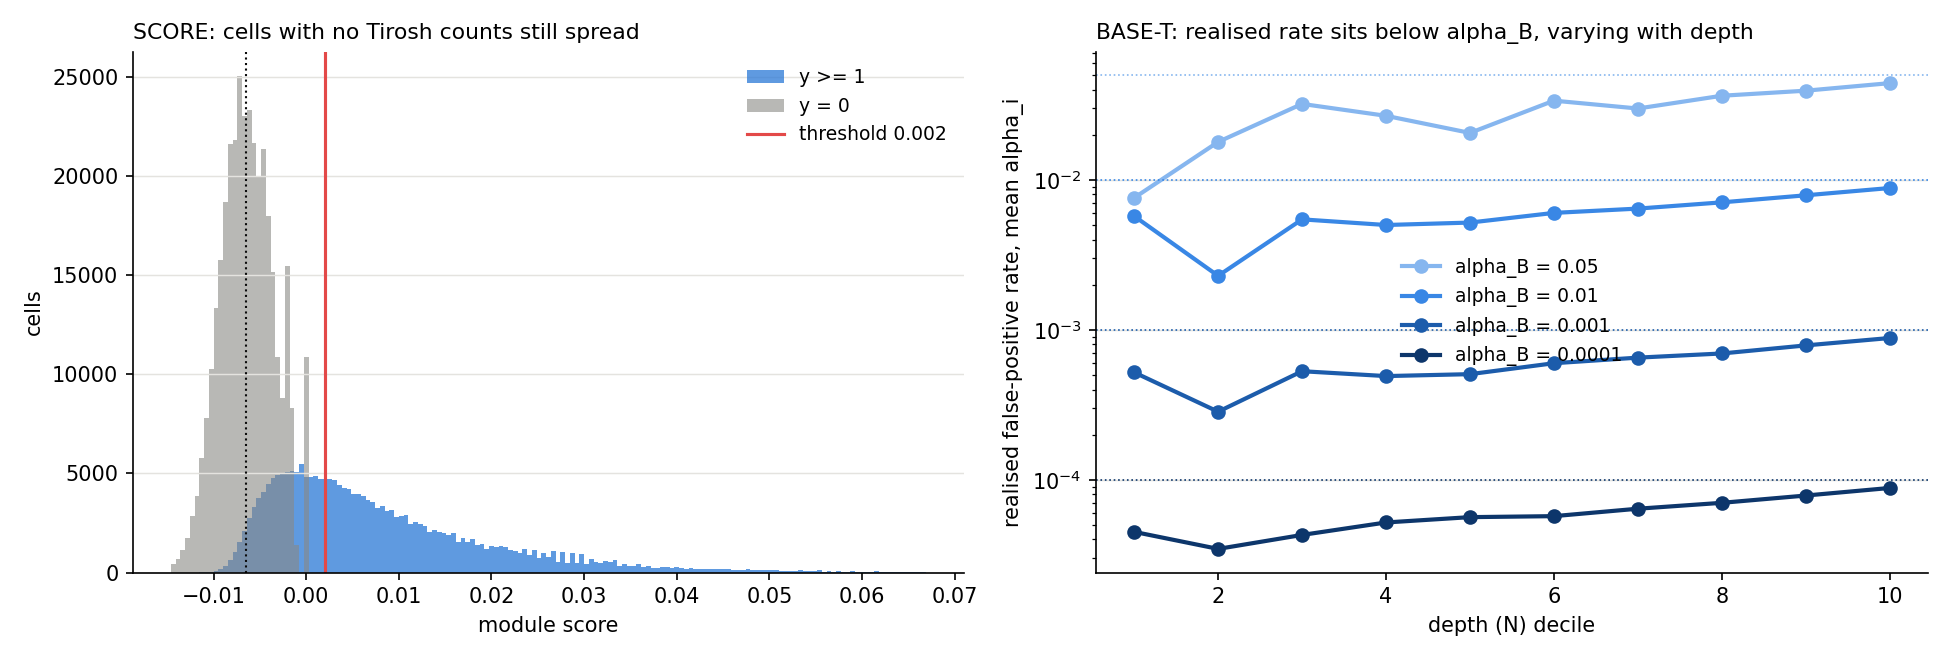 SCORE: cells with no Tirosh counts still spread
cells
25000
20000
15000
10000
5000
0
y >= 1
y = 0
threshold 0.002
−0.01
0.00
0.01
0.02
0.03
0.04
0.05
0.06
0.07
module score
BASE-T: realised rate sits below alpha_B, varying with depth
realised false-positive rate, mean alpha_i
10−2
10−3
10−4
alpha_B = 0.05
alpha_B = 0.01
alpha_B = 0.001
alpha_B = 0.0001
2
4
6
8
10
depth (N) decile